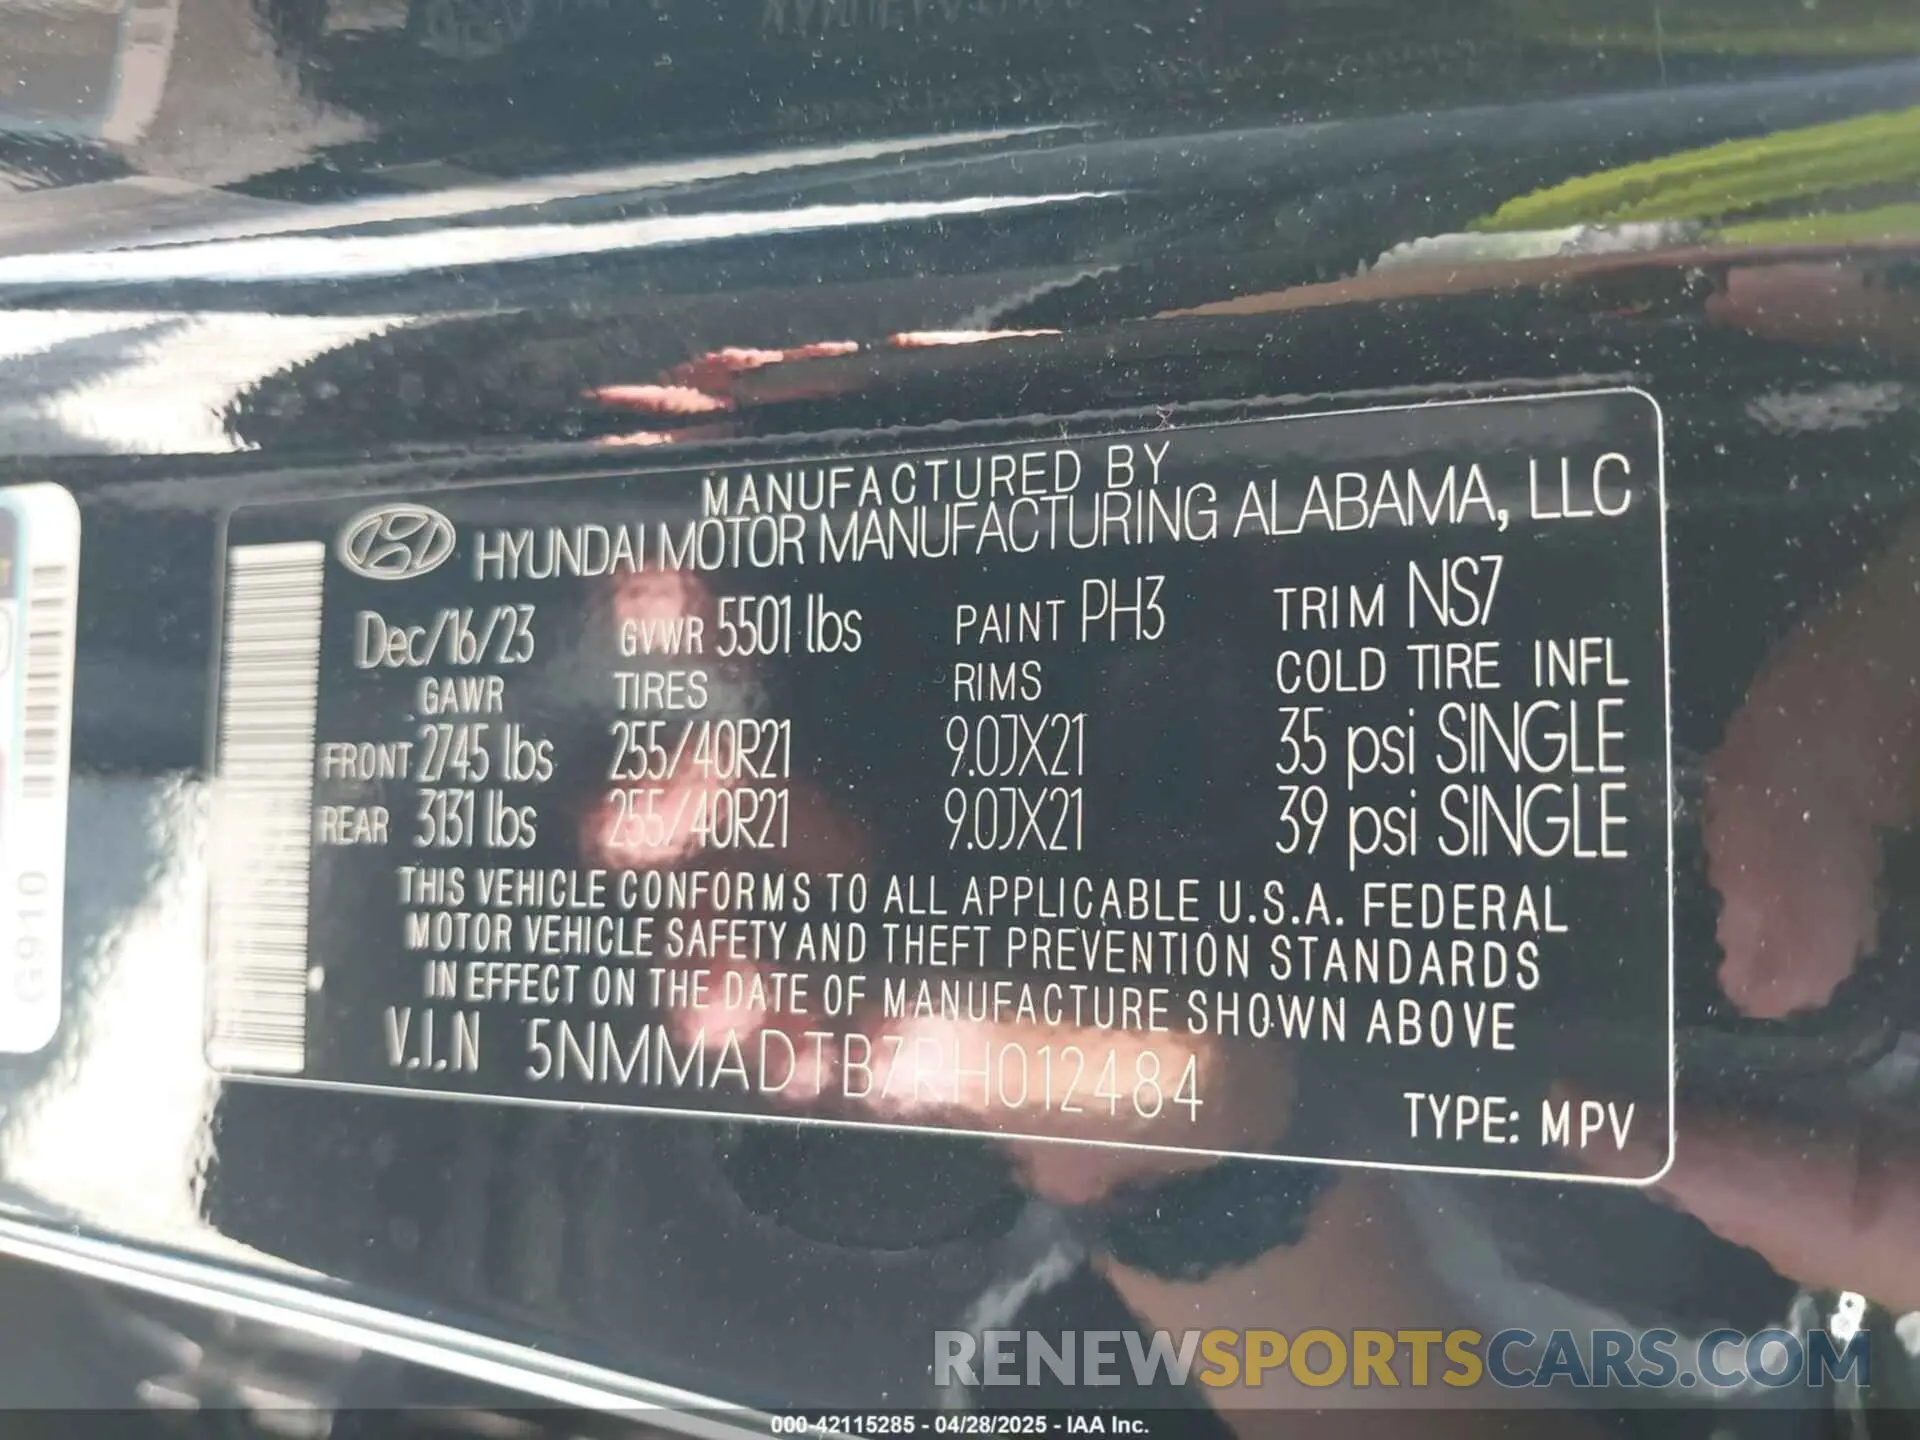 MANUFACTURED BY
HYUNDAI MOTOR MANUFACTURING ALABAMA, LLC
Dec/16/23 GVWR 5501 lbs PAINT PH3 TRIM NS7
GAWR TIRES RIMS COLD TIRE INFL
FRONT 2745 lbs 255/40R21 9.0JX21 35 psi SINGLE
REAR 3131 lbs 255/40R21 9.0JX21 39 psi SINGLE
THIS VEHICLE CONFORMS TO ALL APPLICABLE U.S.A. FEDERAL
MOTOR VEHICLE SAFETY AND THEFT PREVENTION STANDARDS
IN EFFECT ON THE DATE OF MANUFACTURE SHOWN ABOVE
V.I.N 5NMMADTB7RH012484
TYPE: MPV
G910
RENEWSPORTSCARS.COM
000-42115285 - 04/28/2025 - IAA Inc.